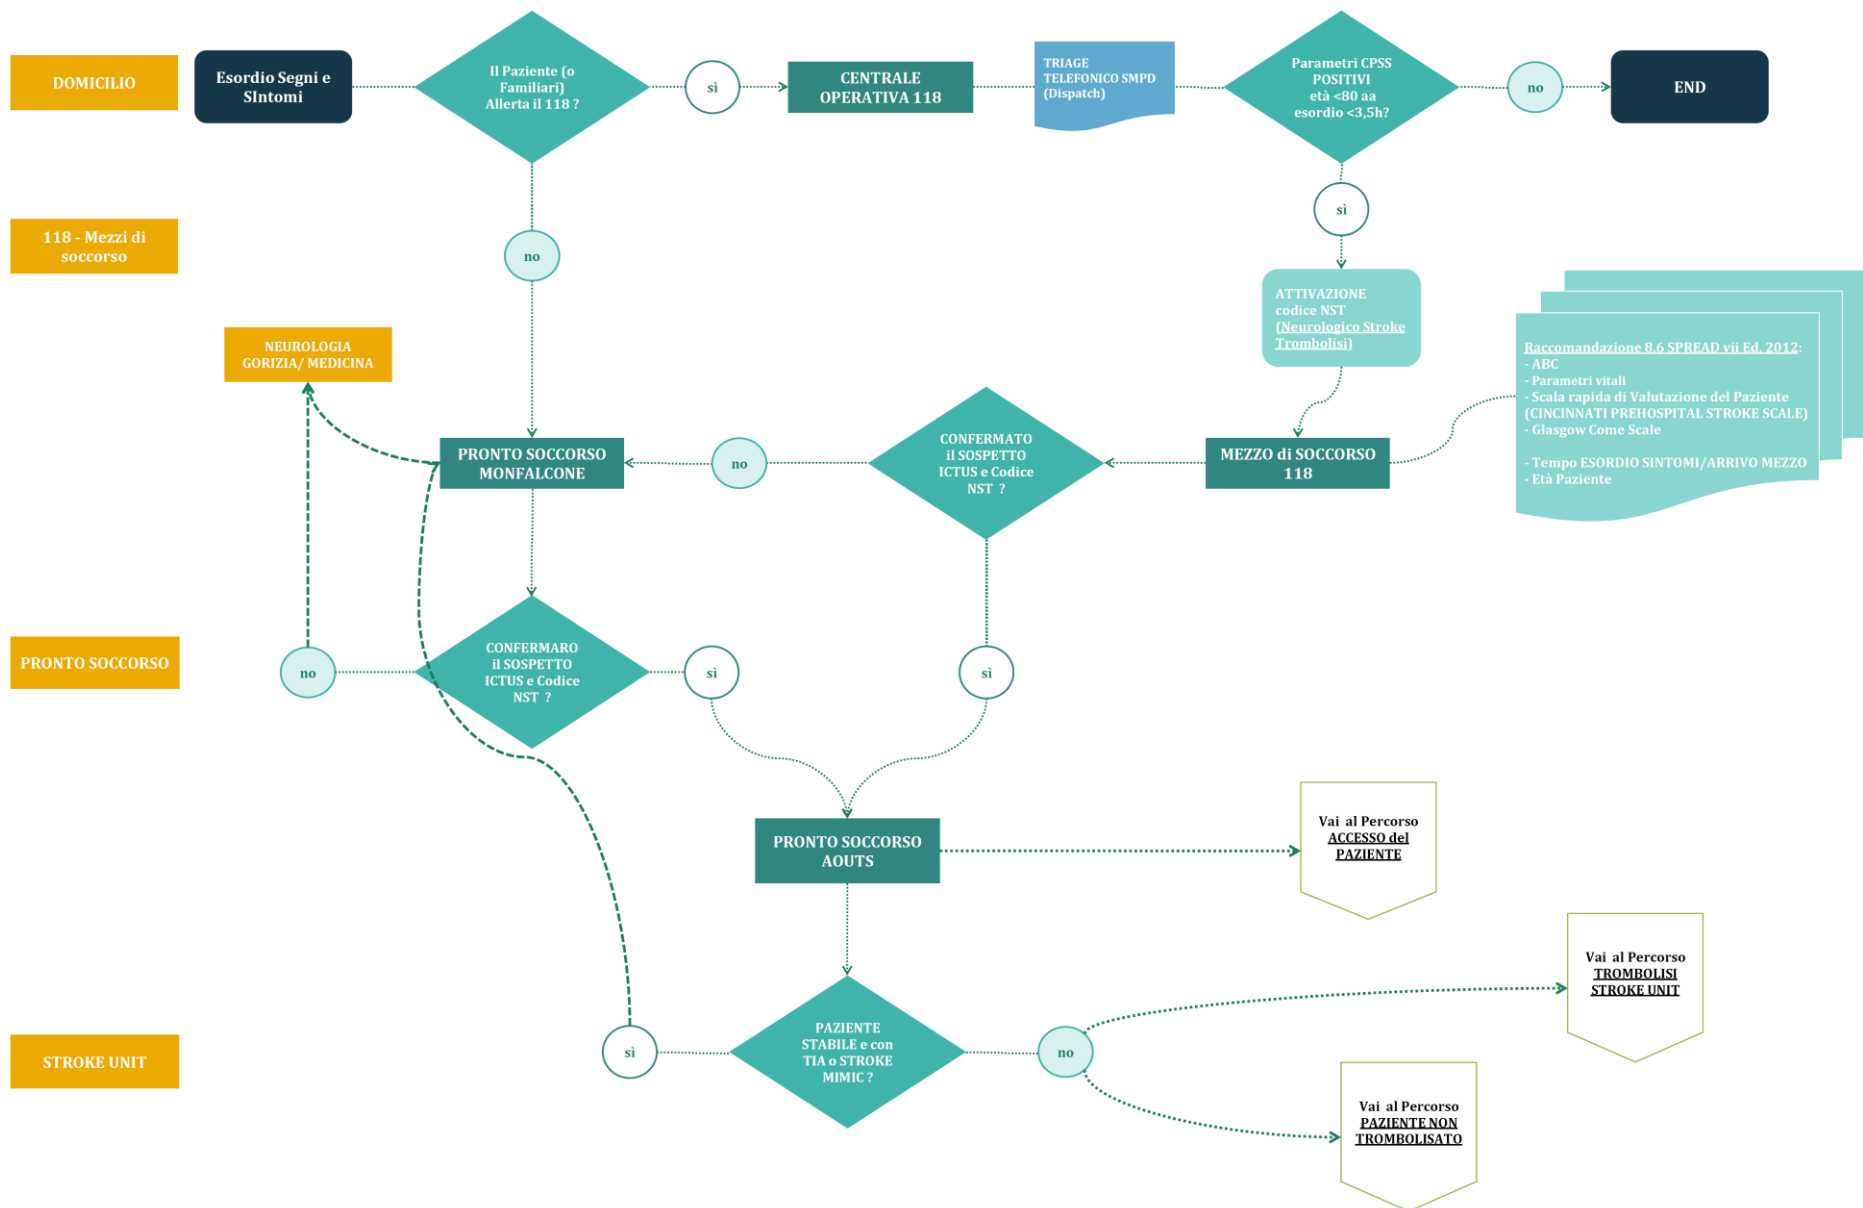 DOMICILIO
Esordio Segni e
SIntomi
Il Paziente (o
Familiari)
Allerta il 118 ?
sì
CENTRALE
OPERATIVA 118
TRIAGE
TELEFONICO SMPD
(Dispatch)
Parametri CPSS
POSITIVI
età <80 aa
esordio <3,5h?
no
END
sì
118 - Mezzi di
soccorso
no
ATTIVAZIONE
codice NST
(Neurologico Stroke
Trombolisi)
NEUROLOGIA
GORIZIA/ MEDICINA
Raccomandazione 8.6 SPREAD vii Ed. 2012:
- ABC
- Parametri vitali
- Scala rapida di Valutazione del Paziente
(CINCINNATI PREHOSPITAL STROKE SCALE)
- Glasgow Come Scale
- Tempo ESORDIO SINTOMI/ARRIVO MEZZO
- Età Paziente
PRONTO SOCCORSO
MONFALCONE
no
CONFERMATO
il SOSPETTO
ICTUS e Codice
NST ?
MEZZO di SOCCORSO
118
PRONTO SOCCORSO
no
CONFERMARO
il SOSPETTO
ICTUS e Codice
NST ?
sì
sì
PRONTO SOCCORSO
AOUTS
Vai al Percorso
ACCESSO del
PAZIENTE
Vai al Percorso
TROMBOLISI
STROKE UNIT
STROKE UNIT
sì
PAZIENTE
STABILE e con
TIA o STROKE
MIMIC ?
no
Vai al Percorso
PAZIENTE NON
TROMBOLISATO